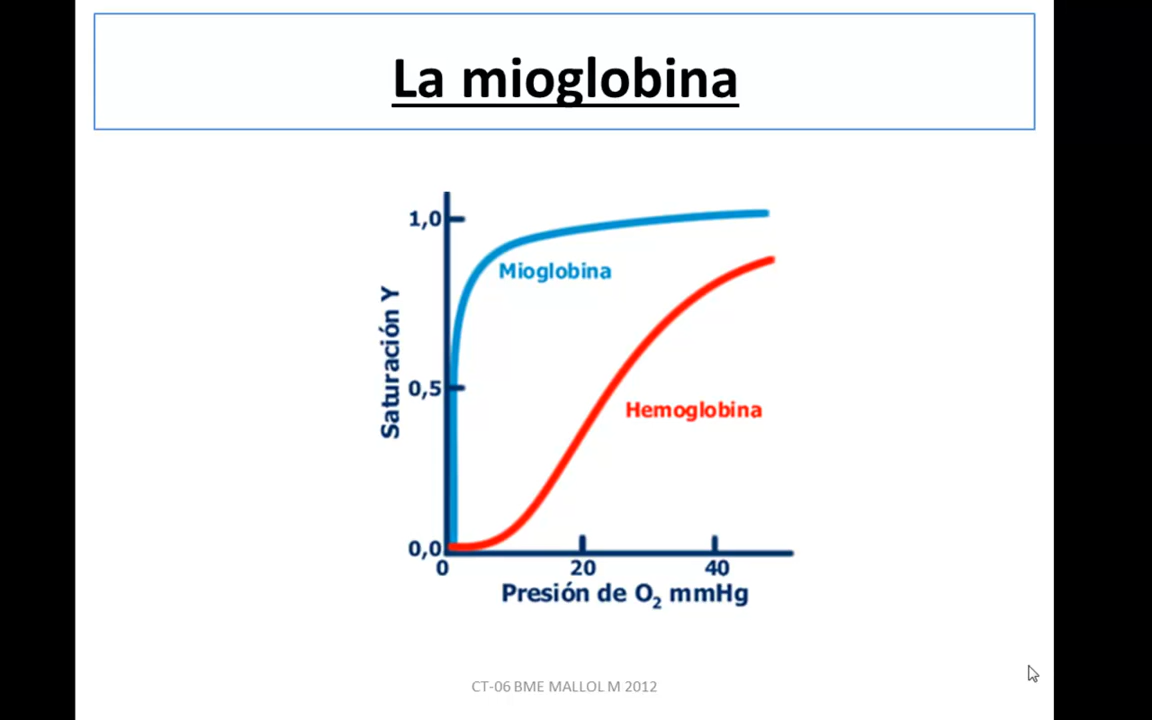 La mioglobina
1,0
Mioglobina
Saturación Y
0,5
Hemoglobina
0,0
0
20
40
Presión de O₂ mmHg
CT-06 BME MALLOL M 2012